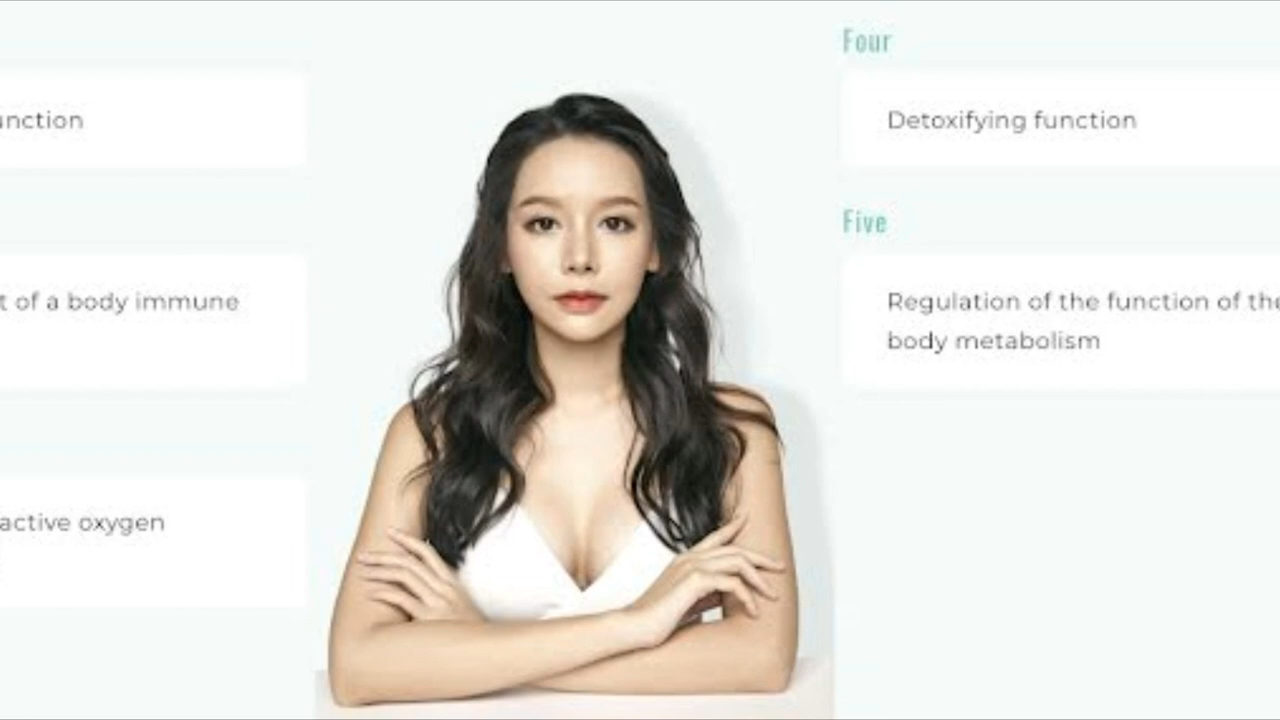 unction
t of a body immune
active oxygen
Four
Detoxifying function
Five
Regulation of the function of the
body metabolism